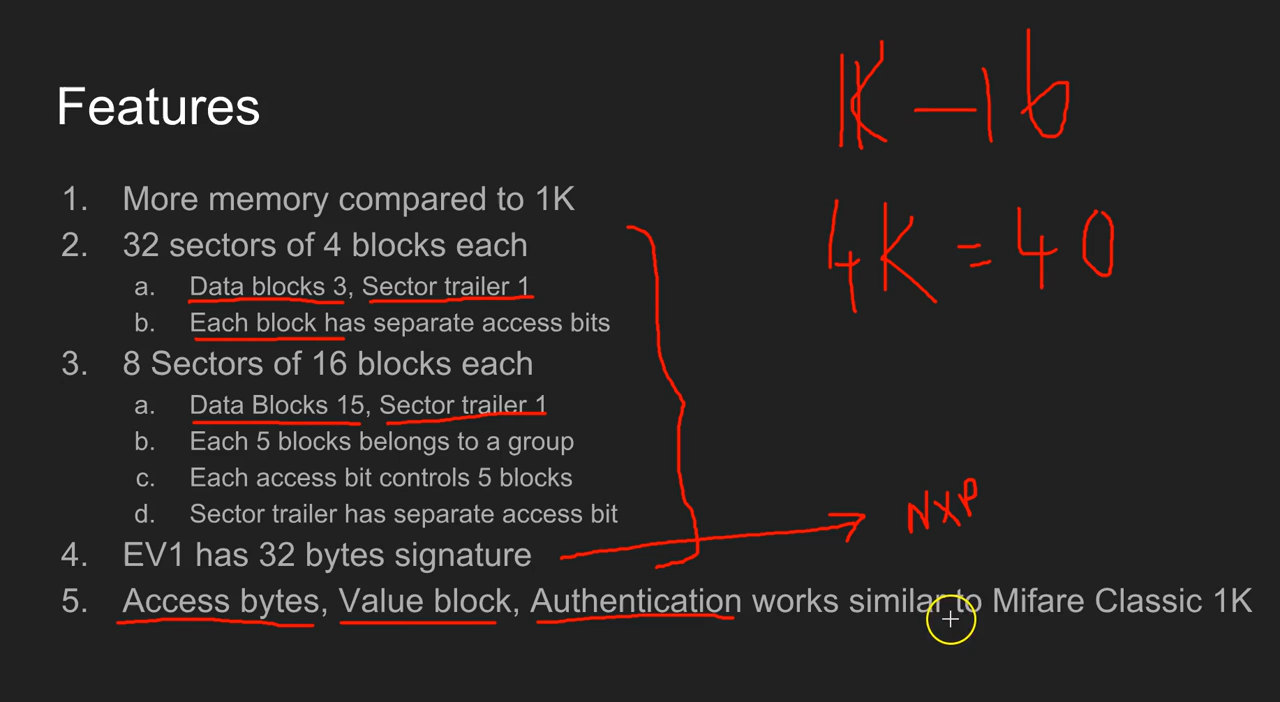 Features
1K – 16
4K = 40
1. More memory compared to 1K
2. 32 sectors of 4 blocks each
a. Data blocks 3, Sector trailer 1
b. Each block has separate access bits
3. 8 Sectors of 16 blocks each
a. Data Blocks 15, Sector trailer 1
b. Each 5 blocks belongs to a group
c. Each access bit controls 5 blocks
d. Sector trailer has separate access bit
NXP
4. EV1 has 32 bytes signature
5. Access bytes, Value block, Authentication works similar to Mifare Classic 1K